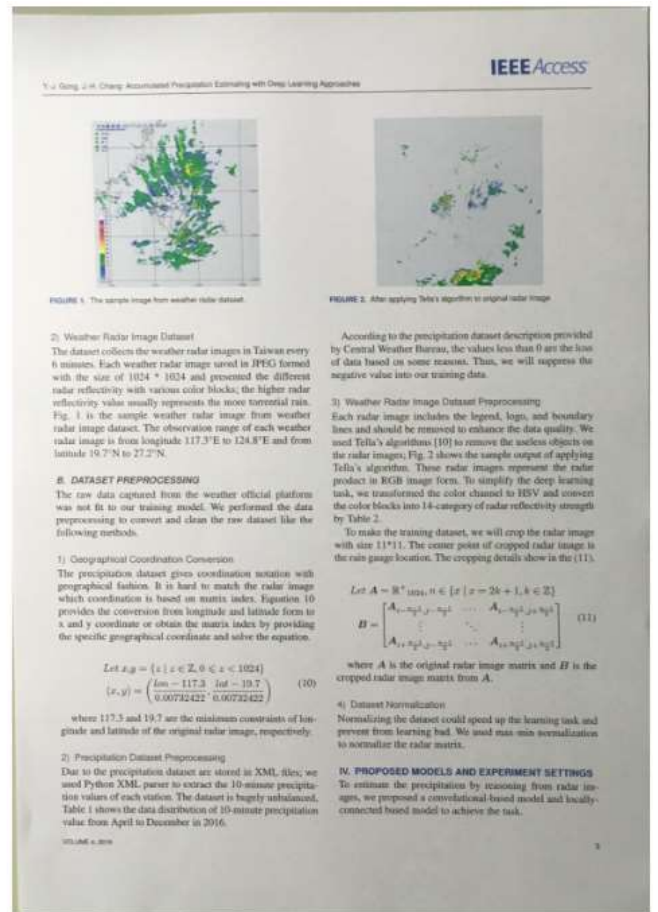 IEEE Access
Y.-J. Gong, J.-H. Chang: Accumulated Precipitation Estimating with Deep Learning Approaches
FIGURE 1. The sample image from weather radar dataset.
2) Weather Radar Image Dataset
The dataset collects the weather radar images in Taiwan every
6 minutes. Each weather radar image saved in JPEG formed
with the size of 1024 * 1024 and presented the different
radar reflectivity with various color blocks; the higher radar
reflectivity value usually represents the more torrential rain.
Fig. 1 is the sample weather radar image from weather
radar image dataset. The observation range of each weather
radar image is from longitude 117.3°E to 124.8°E and from
latitude 19.7°N to 27.2°N.
B. DATASET PREPROCESSING
The raw data captured from the weather official platform
was not fit to our training model. We performed the data
preprocessing to convert and clean the raw dataset like the
following methods.
1) Geographical Coordination Conversion
The precipitation dataset gives coordination notation with
geographical fashion. It is hard to match the radar image
which coordination is based on matrix index. Equation 10
provides the conversion from longitude and latitude form to
x and y coordinate or obtain the matrix index by providing
the specific geographical coordinate and solve the equation.
Let x,y = {z | z ∈ Z, 0 ⩽ z < 1024}
(x, y) = (lon − 117.3 / 0.00732422, lat − 19.7 / 0.00732422) (10)
where 117.3 and 19.7 are the minimum constraints of lon-
gitude and latitude of the original radar image, respectively.
2) Precipitation Dataset Preprocessing
Due to the precipitation dataset are stored in XML files; we
used Python XML parser to extract the 10-minute precipita-
tion values of each station. The dataset is hugely unbalanced,
Table 1 shows the data distribution of 10-minute precipitation
value from April to December in 2016.
FIGURE 2. After applying Telia's algorithm to original radar image
According to the precipitation dataset description provided
by Central Weather Bureau, the values less than 0 are the loss
of data based on some reasons. Thus, we will suppress the
negative value into our training data.
3) Weather Radar Image Dataset Preprocessing
Each radar image includes the legend, logo, and boundary
lines and should be removed to enhance the data quality. We
used Telia's algorithms [10] to remove the useless objects on
the radar images; Fig. 2 shows the sample output of applying
Telia's algorithm. These radar images represent the radar
product in RGB image form. To simplify the deep learning
task, we transformed the color channel to HSV and convert
the color blocks into 14-category of radar reflectivity strength
by Table 2.
To make the training dataset, we will crop the radar image
with size 11*11. The center point of cropped radar image is
the rain gauge location. The cropping details show in the (11).
Let A = 1024, n ∈ {x | x = 2k + 1, k ∈ Z}
B = (11)
where A is the original radar image matrix and B is the
cropped radar image matrix from A.
4) Dataset Normalization
Normalizing the dataset could speed up the learning task and
prevent from learning bad. We used max-min normalization
to normalize the radar matrix.
IV. PROPOSED MODELS AND EXPERIMENT SETTINGS
To estimate the precipitation by reasoning from radar im-
ages, we proposed a convolutional-based model and locally-
connected based model to achieve the task.
VOLUME 4, 2016